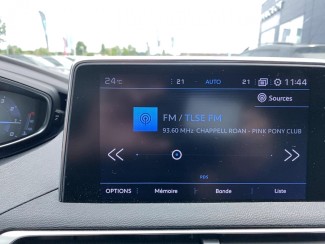 24°C 21 AUTO 21 11:44
Sources
FM / TLSE FM
93.60 MHz CHAPPELL ROAN - PINK PONY CLUB
OPTIONS Mémoire Bande Liste